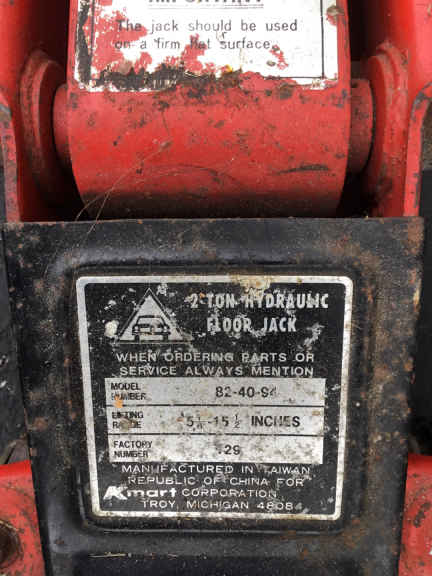 IMPORTANT
The jack should be used
on a firm flat surface.
2 TON HYDRAULIC
FLOOR JACK
WHEN ORDERING PARTS OR
SERVICE ALWAYS MENTION
MODEL
NUMBER
82-40-94
LIFTING
RANGE
INCHES
FACTORY
NUMBER
29
MANUFACTURED IN TAIWAN
REPUBLIC OF CHINA FOR
Kmart CORPORATION
TROY, MICHIGAN 48084